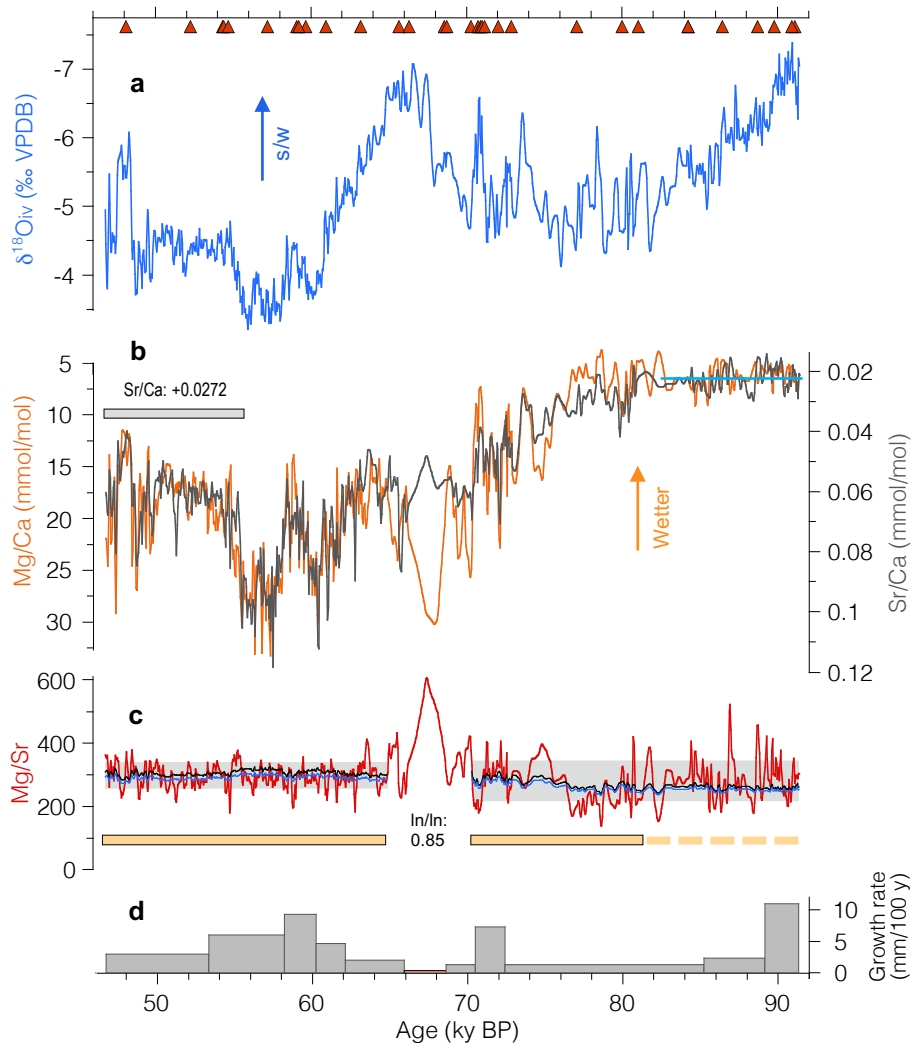 a
-7
-6
-5
-4
δ18Oiv (‰ VPDB)
s/w
b
5
10
15
20
25
30
Mg/Ca (mmol/mol)
Sr/Ca: +0.0272
Wetter
0.02
0.04
0.06
0.08
0.1
0.12
Sr/Ca (mmol/mol)
c
600
400
200
0
Mg/Sr
ln/ln:
0.85
d
10
5
0
Growth rate
(mm/100 y)
50
60
70
80
90
Age (ky BP)